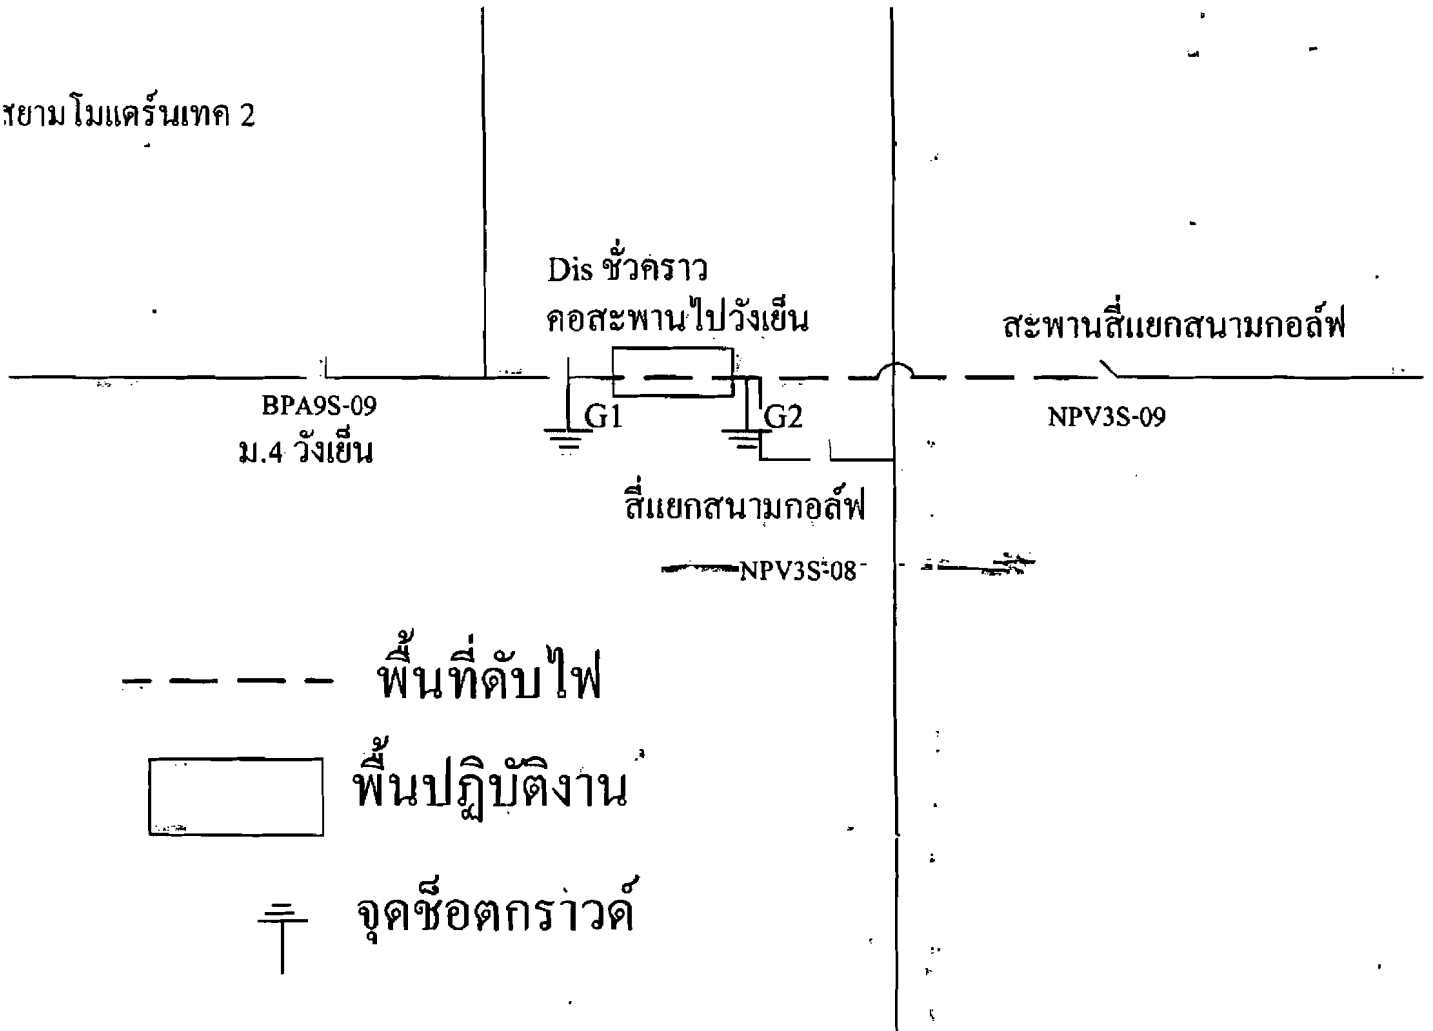 สยามโมเดร์นเทค 2
Dis ชั่วคราว
คอสะพานไปวังเย็น
สะพานสี่แยกสนามกอล์ฟ
BPA9S-09
ม.4 วังเย็น
G1
G2
NPV3S-09
สี่แยกสนามกอล์ฟ
NPV3S-08
พื้นที่ดับไฟ
พื้นปฏิบัติงาน
จุดช็อตกราวด์